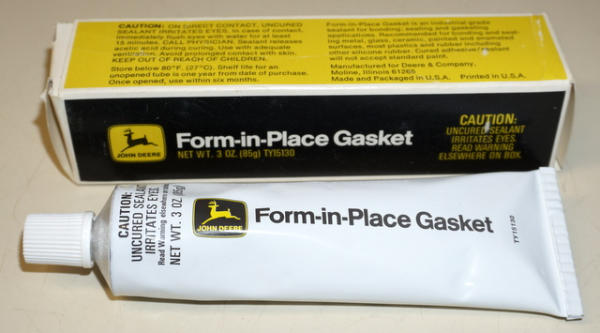 CAUTION: ON DIRECT CONTACT, UNCURED
SEALANT IRRITATES EYES. In case of contact,
immediately flush eyes with water for at least
15 minutes. CALL PHYSICIAN. Sealant releases
acetic acid during curing. Use with adequate
ventilation. Avoid prolonged contact with skin.
KEEP OUT OF REACH OF CHILDREN.
Store below 80°F. (27°C). Shelf life for an
unopened tube is one year from date of purchase.
Once opened, use within six months.
Form-in-Place Gasket is an industrial grade
sealant for bonding, sealing and gasketing
applications. Recommended for bonding and seal-
ing metal, glass, ceramic, painted and enameled
surfaces, most plastics and rubber including
other silicone rubber. Cured adhesive/sealant
will not accept standard paint.
Manufactured for Deere & Company,
Moline, Illinois 61265
Made and Packaged in U.S.A. Printed in U.S.A.
JOHN DEERE
Form-in-Place Gasket
NET WT. 3 OZ. (85g) TY15130
CAUTION:
UNCURED SEALANT
IRRITATES EYES.
READ WARNING
ELSEWHERE ON BOX.
CAUTION:
UNCURED SEALANT
IRRITATES EYES.
Read Warning elsewhere on
NET WT. 3 OZ. (85g)
JOHN DEERE
Form-in-Place Gasket
TY15130